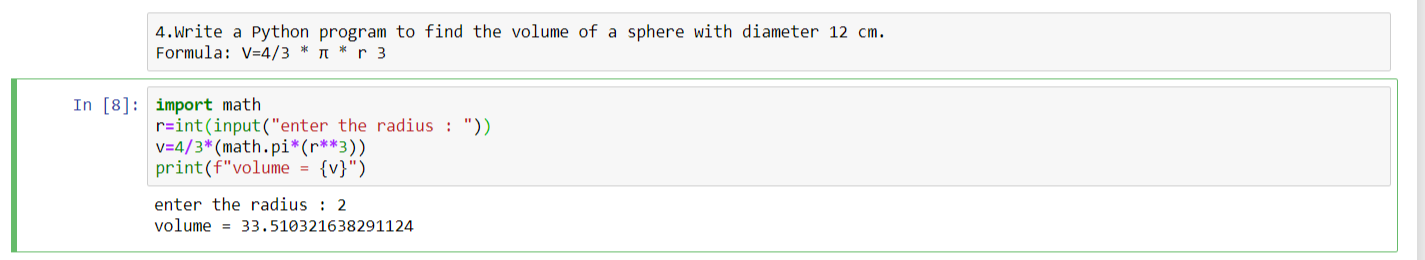 4.Write a Python program to find the volume of a sphere with diameter 12 cm.
Formula: V=4/3 * π * r 3
In [8]: import math
r=int(input("enter the radius : "))
v=4/3*(math.pi*(r**3))
print(f"volume = {v}")
enter the radius : 2
volume = 33.510321638291124